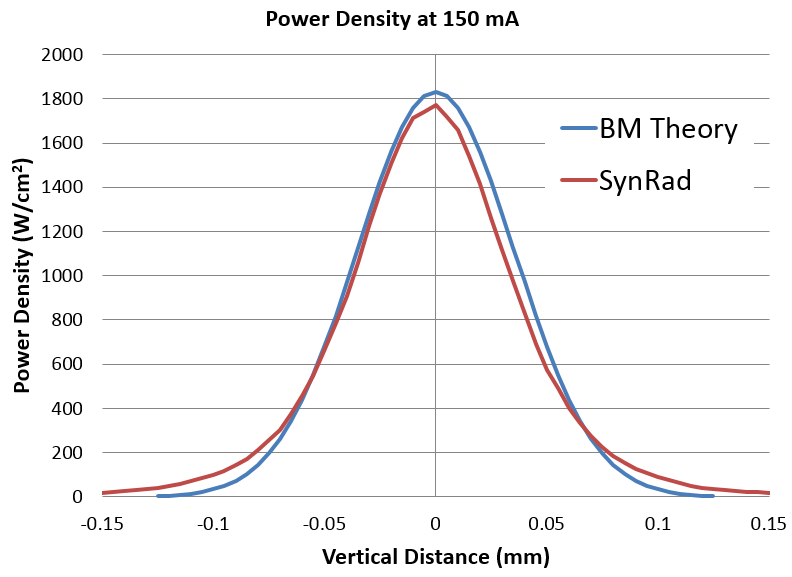 Power Density at 150 mA
2000
1800
1600
1400
1200
1000
800
600
400
200
0
Power Density (W/cm²)
BM Theory
SynRad
-0.15 -0.1 -0.05 0 0.05 0.1 0.15
Vertical Distance (mm)